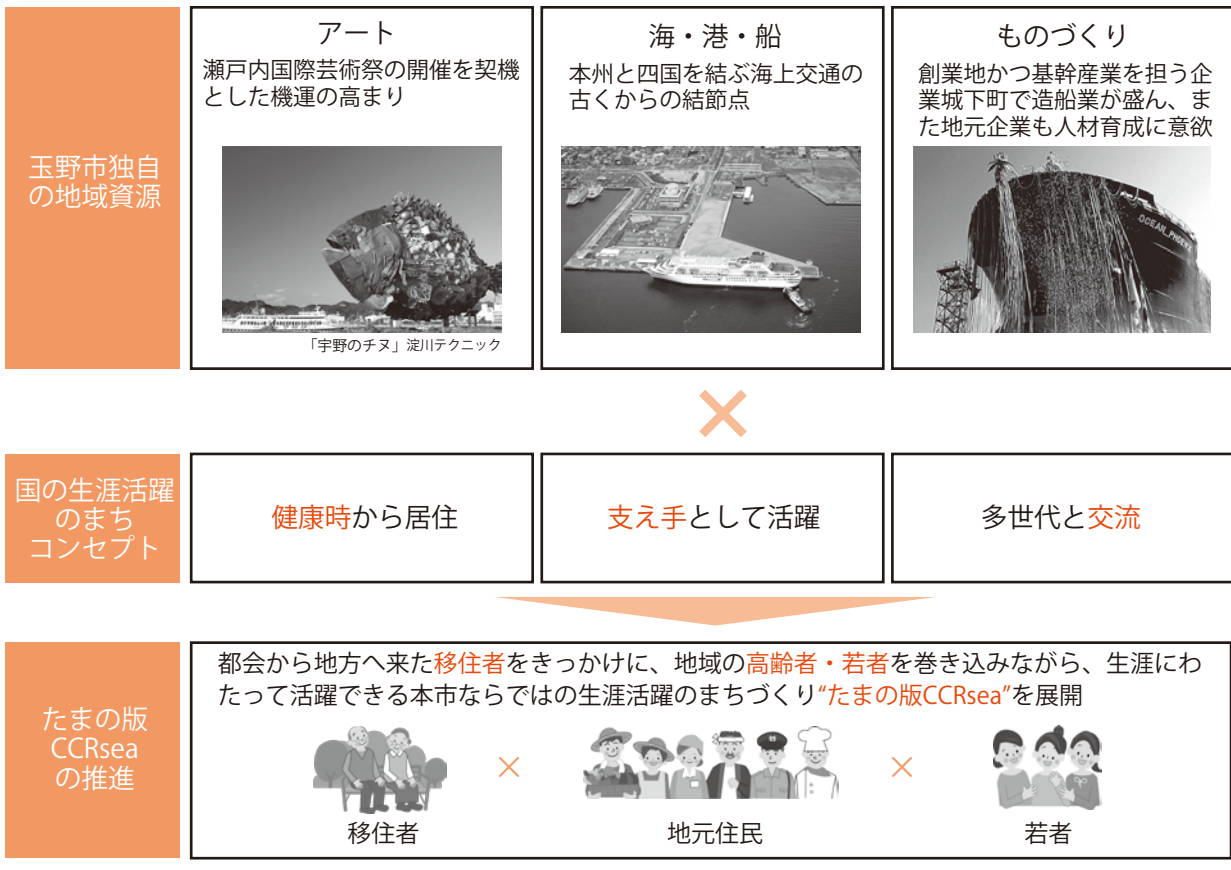 玉野市独自
の地域資源
アート
瀬戸内国際芸術祭の開催を契機
とした機運の高まり
「宇野のチヌ」淀川テクニック
海・港・船
本州と四国を結ぶ海上交通の
古くからの結節点
ものづくり
創業地かつ基幹産業を担う企
業城下町で造船業が盛ん、ま
た地元企業も人材育成に意欲
OCEAN PHOENIX
×
国の生涯活躍
のまち
コンセプト
健康時から居住
支え手として活躍
多世代と交流
たまの版
CCRsea
の推進
都会から地方へ来た移住者をきっかけに、地域の高齢者・若者を巻き込みながら、生涯にわ
たって活躍できる本市ならではの生涯活躍のまちづくり“たまの版CCRsea”を展開
× ×
移住者
地元住民
若者